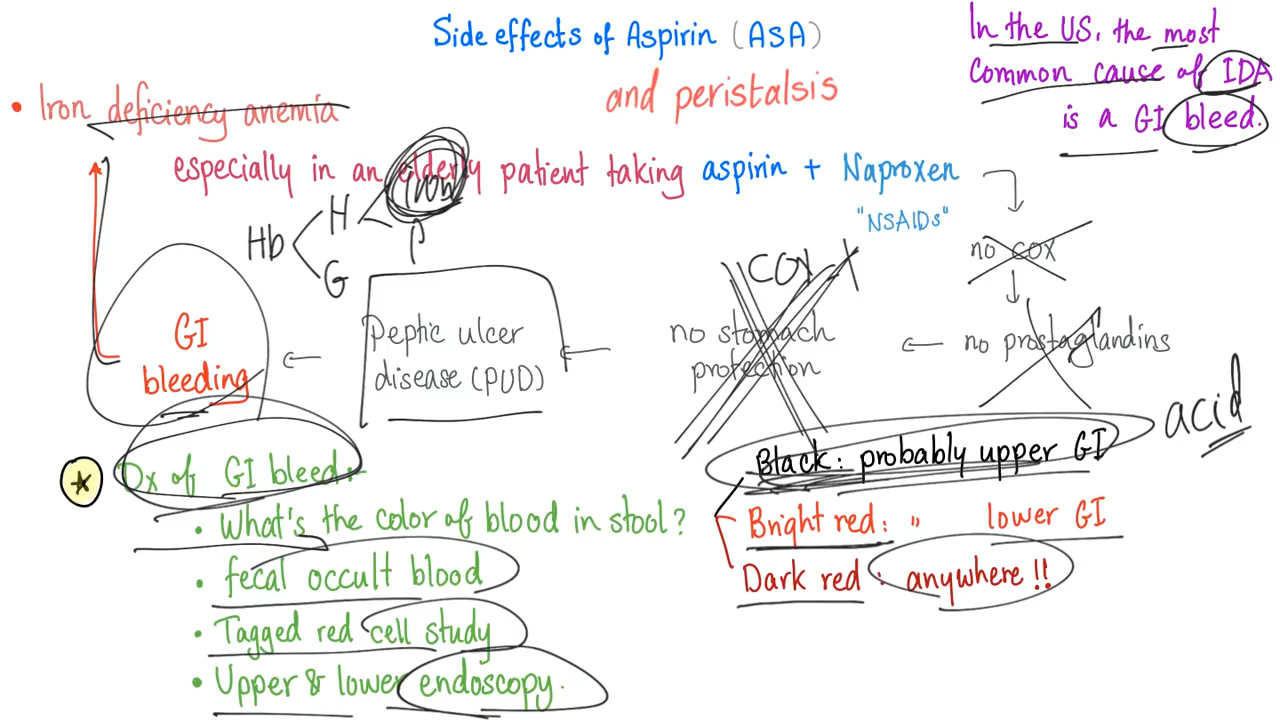 Side effects of Aspirin (ASA)
In the US, the most
common cause of IDA
is a GI bleed.
and peristalsis
• Iron deficiency anemia
especially in an elderly patient taking aspirin + Naproxen
"NSAIDs"
iron
Hb
H
G
COX
no cox
no prostaglandins
no stomach
protection
Peptic ulcer
disease (PUD)
GI
bleeding
acid
Dx of GI bleed:
• What's the color of blood in stool?
• fecal occult blood
• Tagged red cell study
• Upper & lower endoscopy.
Black: probably upper GI
Bright red: " lower GI
Dark red: anywhere!!